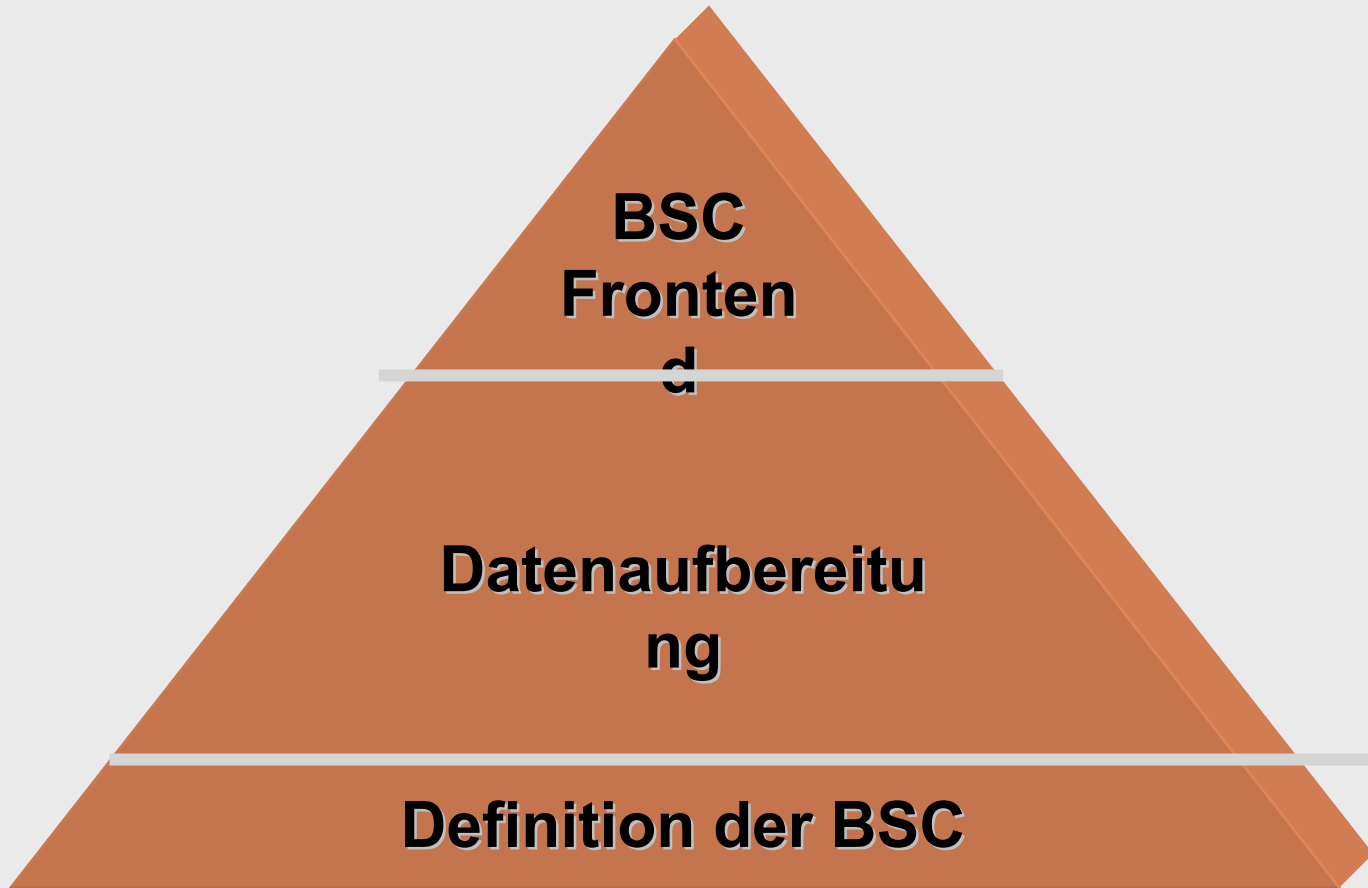 BSC
Fronten
d
Datenaufbereitu
ng
Definition der BSC